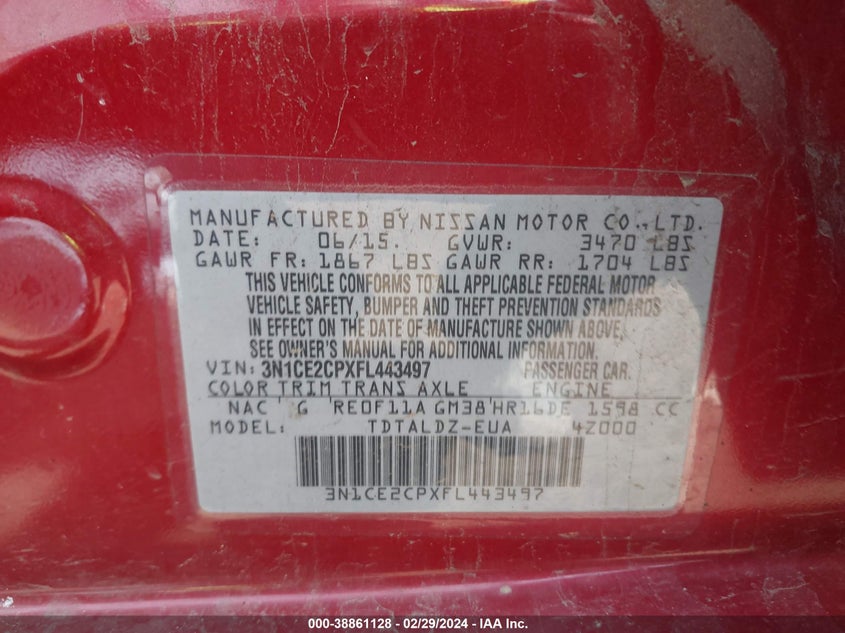 MANUFACTURED BY NISSAN MOTOR CO.,LTD.
DATE: 06/15. GVWR: 3470 LBS
GAWR FR: 1867 LBS GAWR RR: 1704 LBS
THIS VEHICLE CONFORMS TO ALL APPLICABLE FEDERAL MOTOR
VEHICLE SAFETY, BUMPER AND THEFT PREVENTION STANDARDS
IN EFFECT ON THE DATE OF MANUFACTURE SHOWN ABOVE,
SEE OWNER'S MANUAL FOR ADDITIONAL INFORMATION.
VIN: 3N1CE2CPXFL443497 PASSENGER CAR.
COLOR TRIM TRANS AXLE ENGINE
NAC G RE0F11A GM38 HR16DE 1598 CC
MODEL: TDTALDZ-EUA 4Z000
3N1CE2CPXFL443497
000-38861128 - 02/29/2024 - IAA Inc.